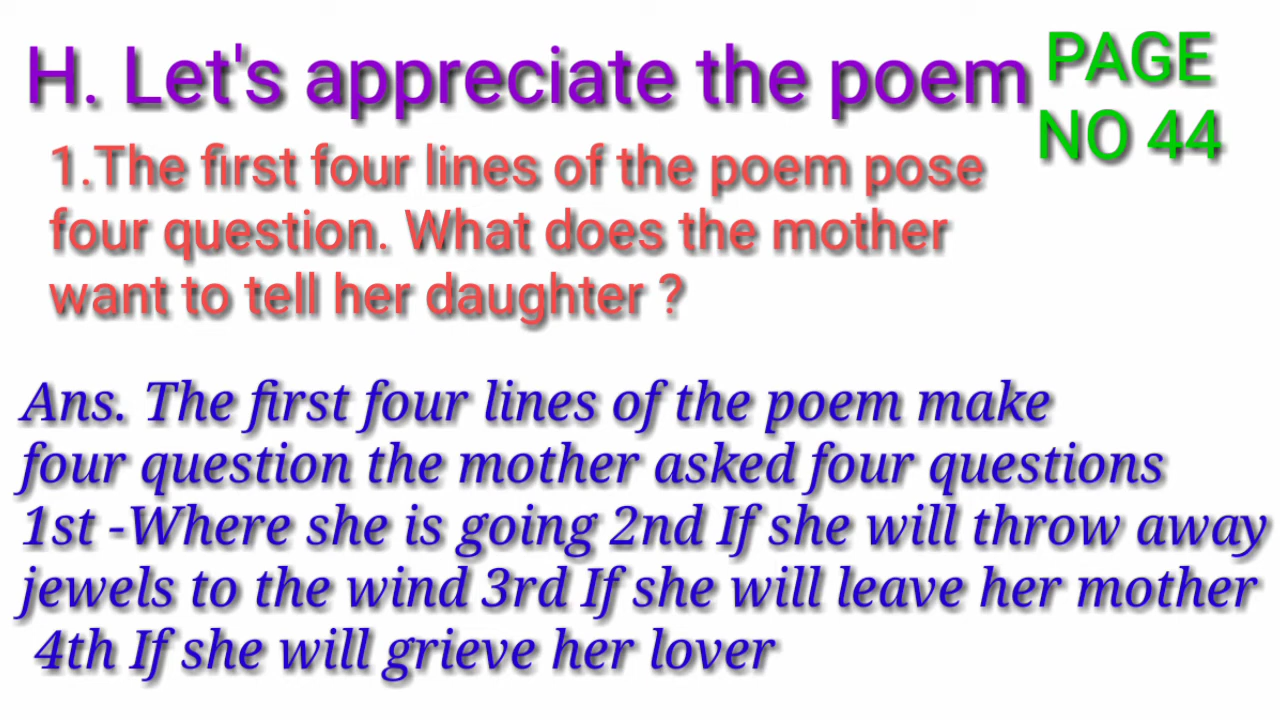 H. Let's appreciate the poem
PAGE
NO 44
1.The first four lines of the poem pose
four question. What does the mother
want to tell her daughter ?
Ans. The first four lines of the poem make
four question the mother asked four questions
1st -Where she is going 2nd If she will throw away
jewels to the wind 3rd If she will leave her mother
4th If she will grieve her lover